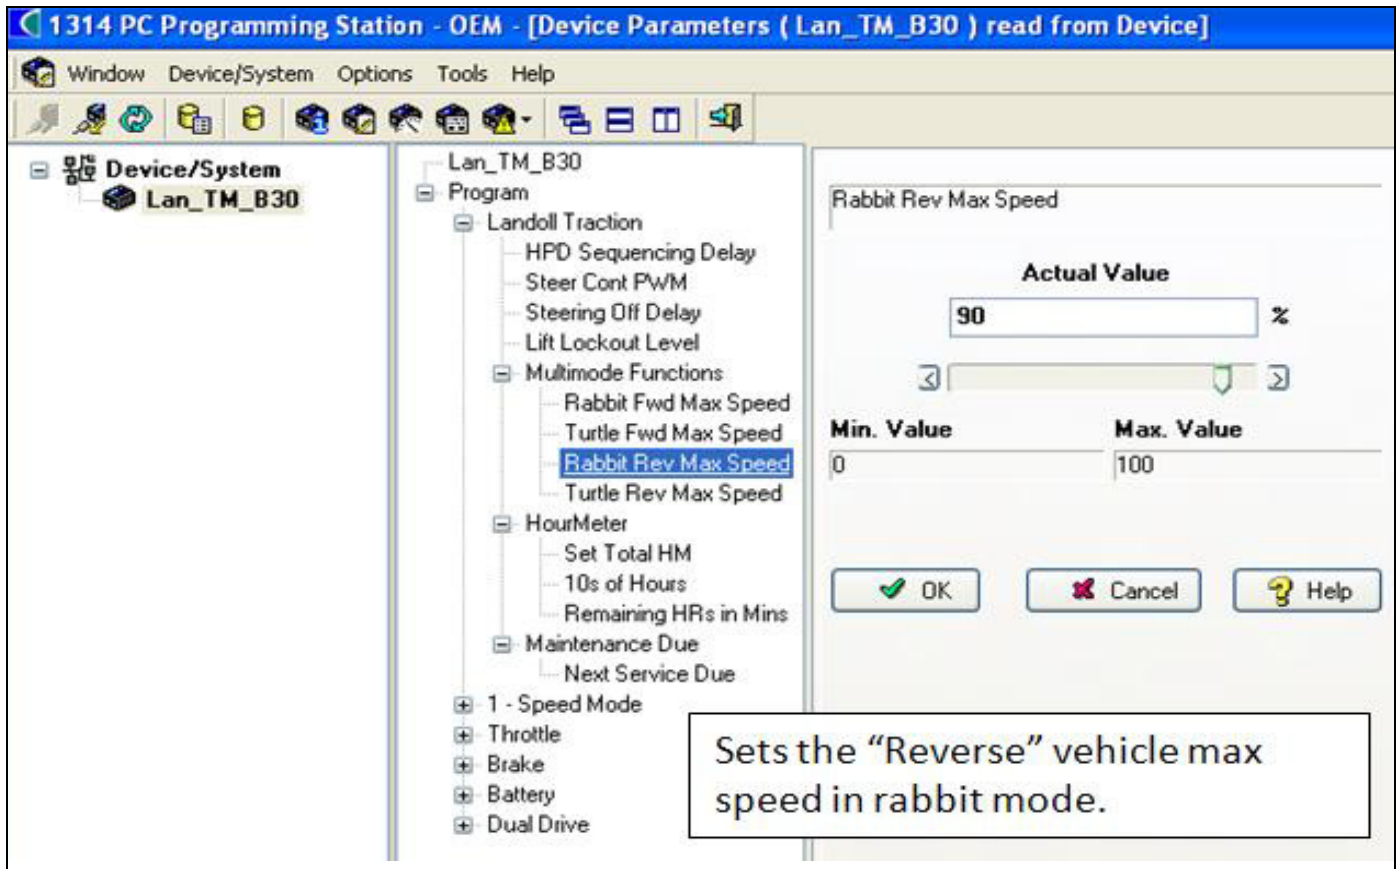 1314 PC Programming Station - OEM - [Device Parameters ( Lan_TM_B30 ) read from Device]
Window Device/System Options Tools Help
Device/System
Lan_TM_B30
Lan_TM_B30
Program
Landoll Traction
HPD Sequencing Delay
Steer Cont PWM
Steering Off Delay
Lift Lockout Level
Multimode Functions
Rabbit Fwd Max Speed
Turtle Fwd Max Speed
Rabbit Rev Max Speed
Turtle Rev Max Speed
HourMeter
Set Total HM
10s of Hours
Remaining HRs in Mins
Maintenance Due
Next Service Due
1 - Speed Mode
Throttle
Brake
Battery
Dual Drive
Rabbit Rev Max Speed
Actual Value
90 %
Min. Value Max. Value
0 100
OK Cancel Help
Sets the “Reverse” vehicle max
speed in rabbit mode.